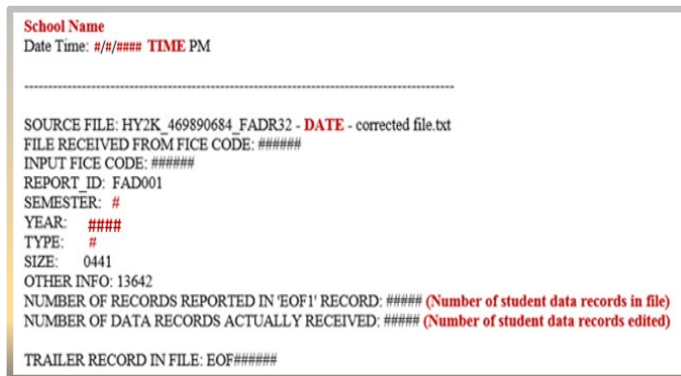 School Name
Date Time: #/#/#### TIME PM
--------------------------------------------------------------------------------------------
SOURCE FILE: HY2K_469890684_FADR32 - DATE - corrected file.txt
FILE RECEIVED FROM FICE CODE: ######
INPUT FICE CODE: ######
REPORT_ID: FAD001
SEMESTER: #
YEAR: ####
TYPE: #
SIZE: 0441
OTHER INFO: 13642
NUMBER OF RECORDS REPORTED IN 'EOF1' RECORD: ##### (Number of student data records in file)
NUMBER OF DATA RECORDS ACTUALLY RECEIVED: ##### (Number of student data records edited)
TRAILER RECORD IN FILE: EOF######